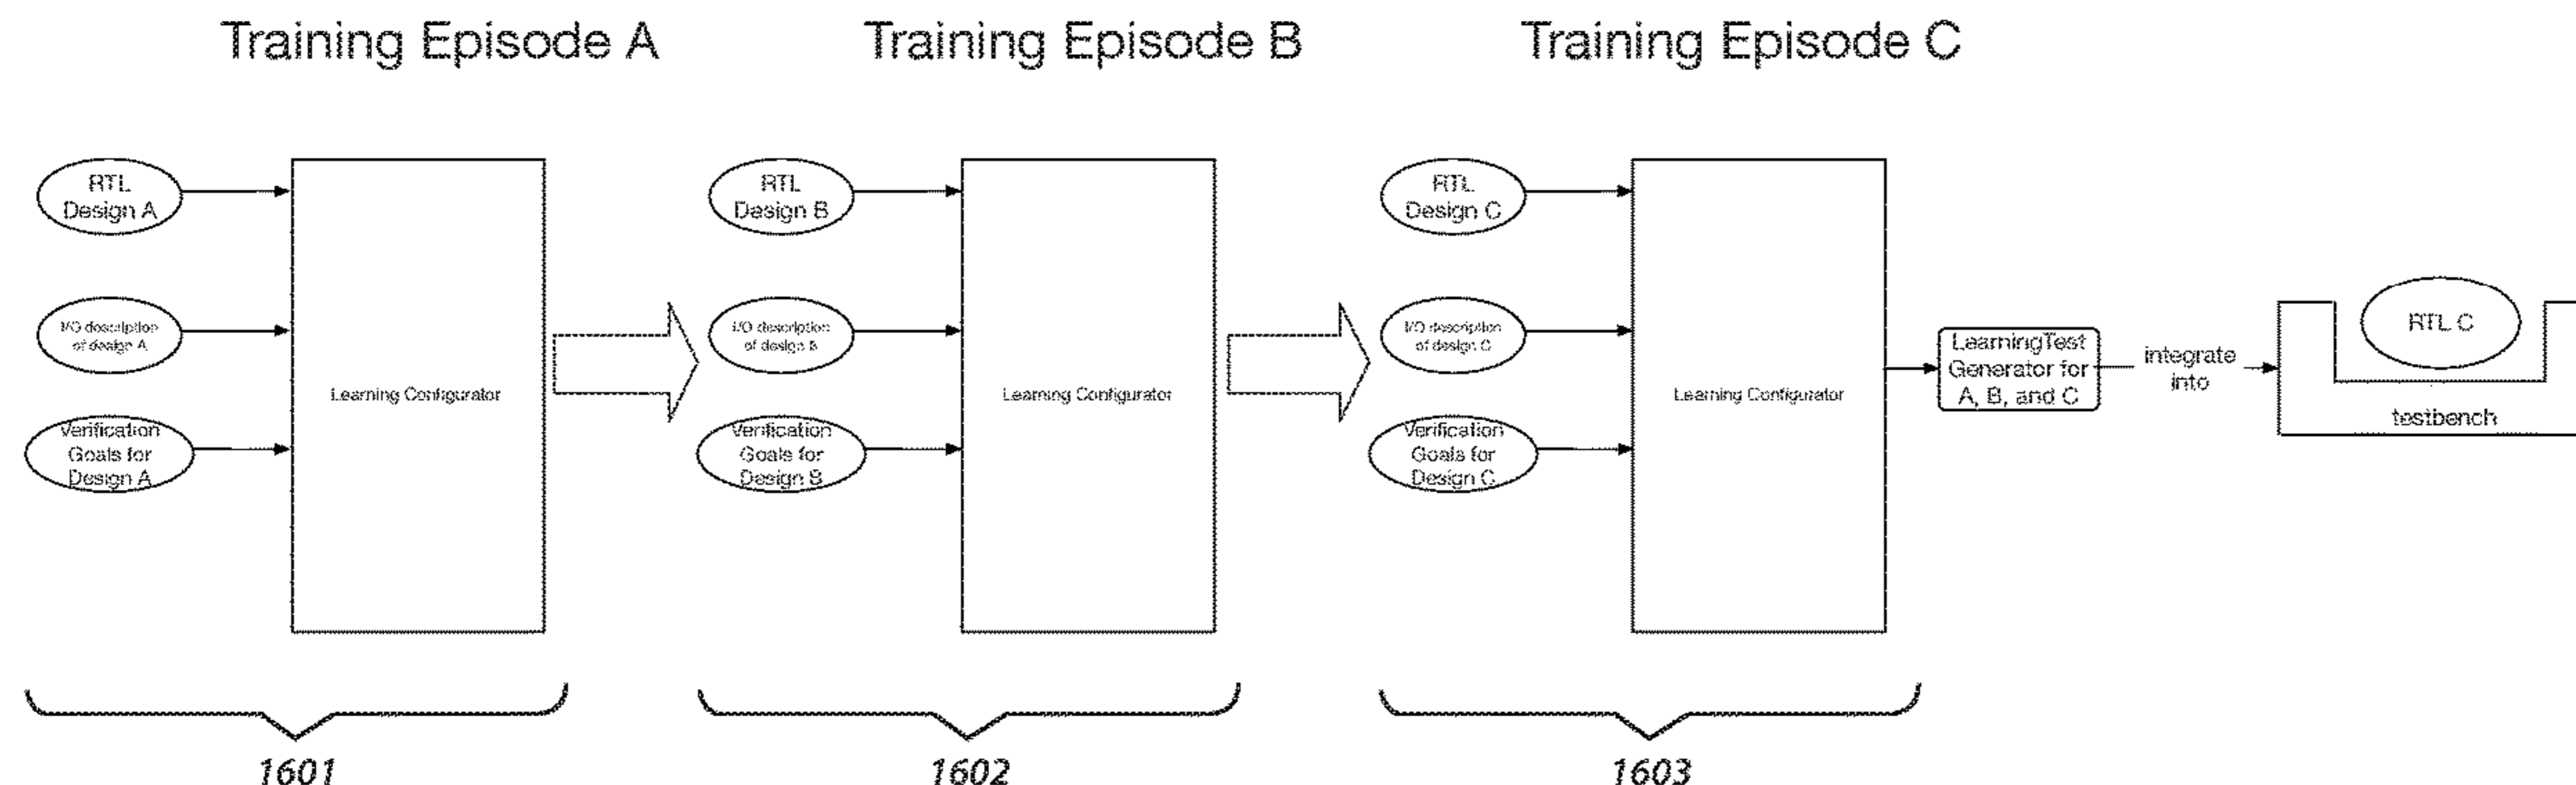 Training Episode A
Training Episode B
Training Episode C
RTL
Design A
I/O description
of design A
Verification
Goals for
Design A
Learning Configurator
RTL
Design B
I/O description
of design B
Verification
Goals for
Design B
Learning Configurator
RTL
Design C
I/O description
of design C
Verification
Goals for
Design C
Learning Configurator
LearningTest
Generator for
A, B, and C
integrate
into
RTL C
testbench
1601
1602
1603